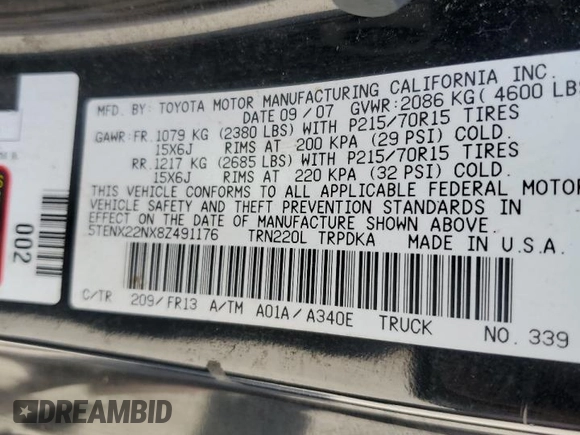 MFD. BY: TOYOTA MOTOR MANUFACTURING CALIFORNIA INC.
DATE 09/07 GVWR: 2086 KG( 4600 LBS
GAWR: FR. 1079 KG (2380 LBS) WITH P215/70R15 TIRES
15X6J RIMS AT 200 KPA (29 PSI) COLD.
RR. 1217 KG (2685 LBS) WITH P215/70R15 TIRES
15X6J RIMS AT 220 KPA (32 PSI) COLD.
THIS VEHICLE CONFORMS TO ALL APPLICABLE FEDERAL MOTOR
VEHICLE SAFETY AND THEFT PREVENTION STANDARDS IN
EFFECT ON THE DATE OF MANUFACTURE SHOWN ABOVE.
5TENX22NX8Z491176 TRN220L TRPDKA MADE IN U.S.A.
C/TR 209/FR13 A/TM A01A/A340E TRUCK NO. 339
002
DREAMBID